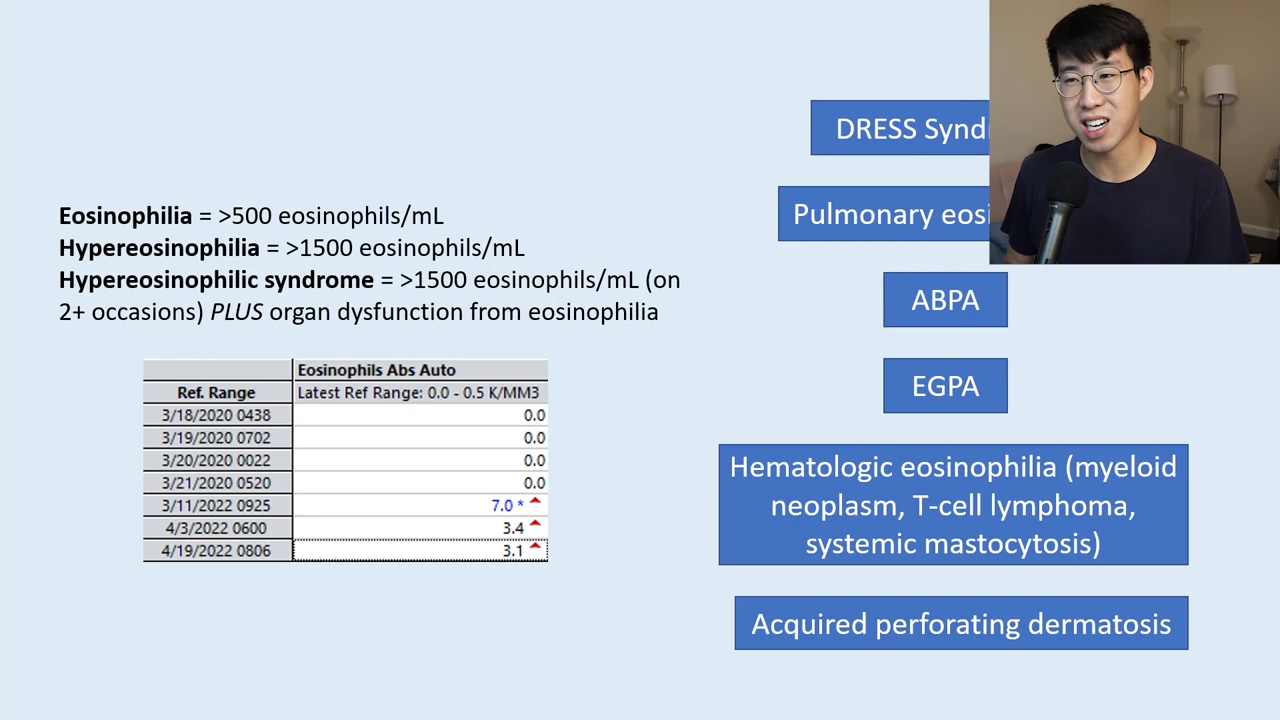 Eosinophilia = >500 eosinophils/mL
Hypereosinophilia = >1500 eosinophils/mL
Hypereosinophilic syndrome = >1500 eosinophils/mL (on
2+ occasions) PLUS organ dysfunction from eosinophilia
Eosinophils Abs Auto
Ref. Range Latest Ref Range: 0.0 - 0.5 K/MM3
3/18/2020 0438 0.0
3/19/2020 0702 0.0
3/20/2020 0022 0.0
3/21/2020 0520 0.0
3/11/2022 0925 7.0 *
4/3/2022 0600 3.4
4/19/2022 0806 3.1
DRESS
Pulmonary
ABPA
EGPA
Hematologic eosinophilia (myeloid
neoplasm, T-cell lymphoma,
systemic mastocytosis)
Acquired perforating dermatosis